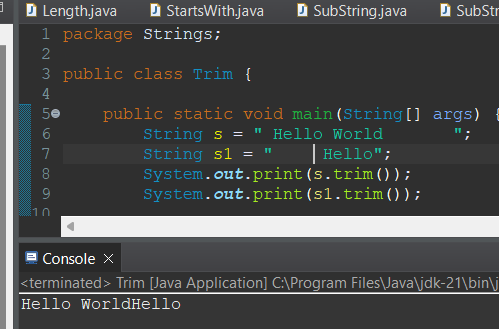 Length.java StartsWith.java SubString.java SubStr
1 package Strings;
2
3 public class Trim {
4
5 public static void main(String[] args) {
6 String s = " Hello World       ";
7 String s1 = "     Hello";
8 System.out.print(s.trim());
9 System.out.print(s1.trim());
10
Console
<terminated> Trim [Java Application] C:\Program Files\Java\jdk-21\bin\j
Hello WorldHello